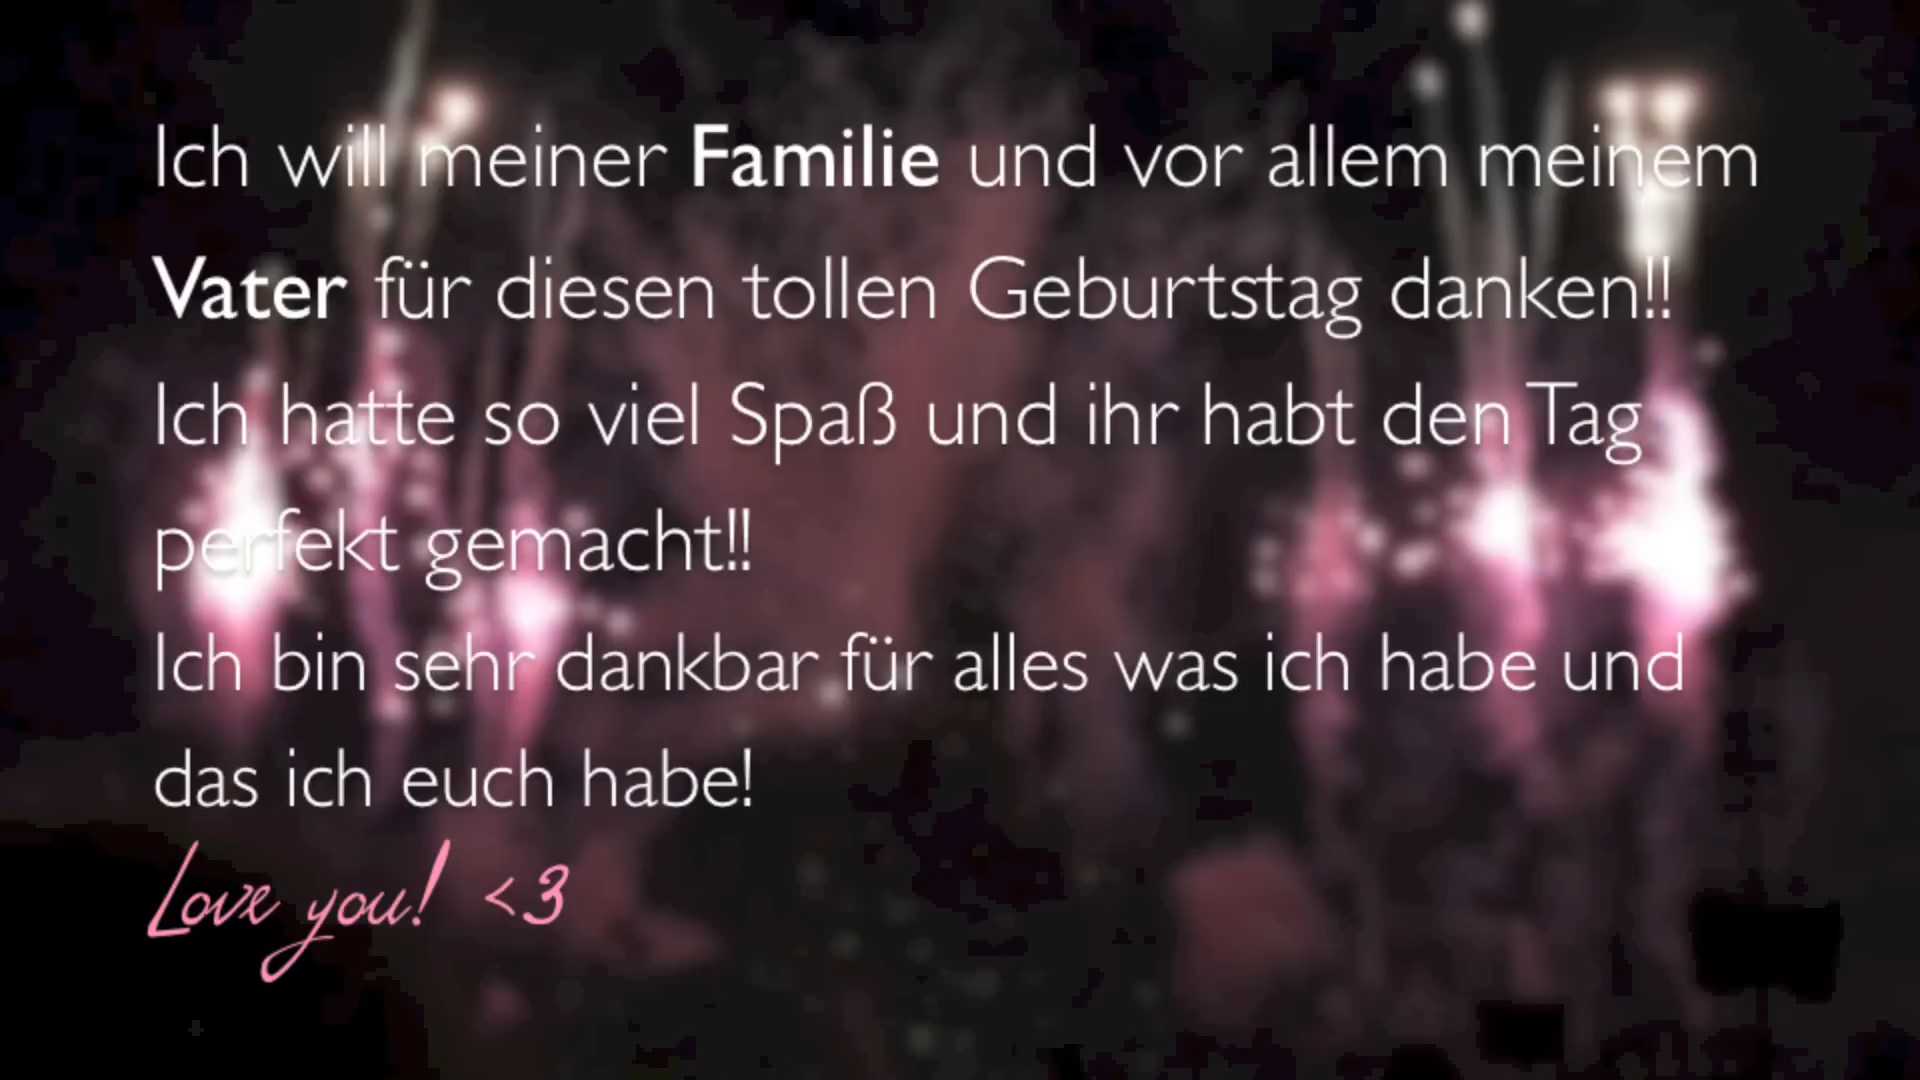 Ich will meiner Familie und vor allem meinem
Vater für diesen tollen Geburtstag danken!!
Ich hatte so viel Spaß und ihr habt den Tag
perfekt gemacht!!
Ich bin sehr dankbar für alles was ich habe und
das ich euch habe!
Love you! <3